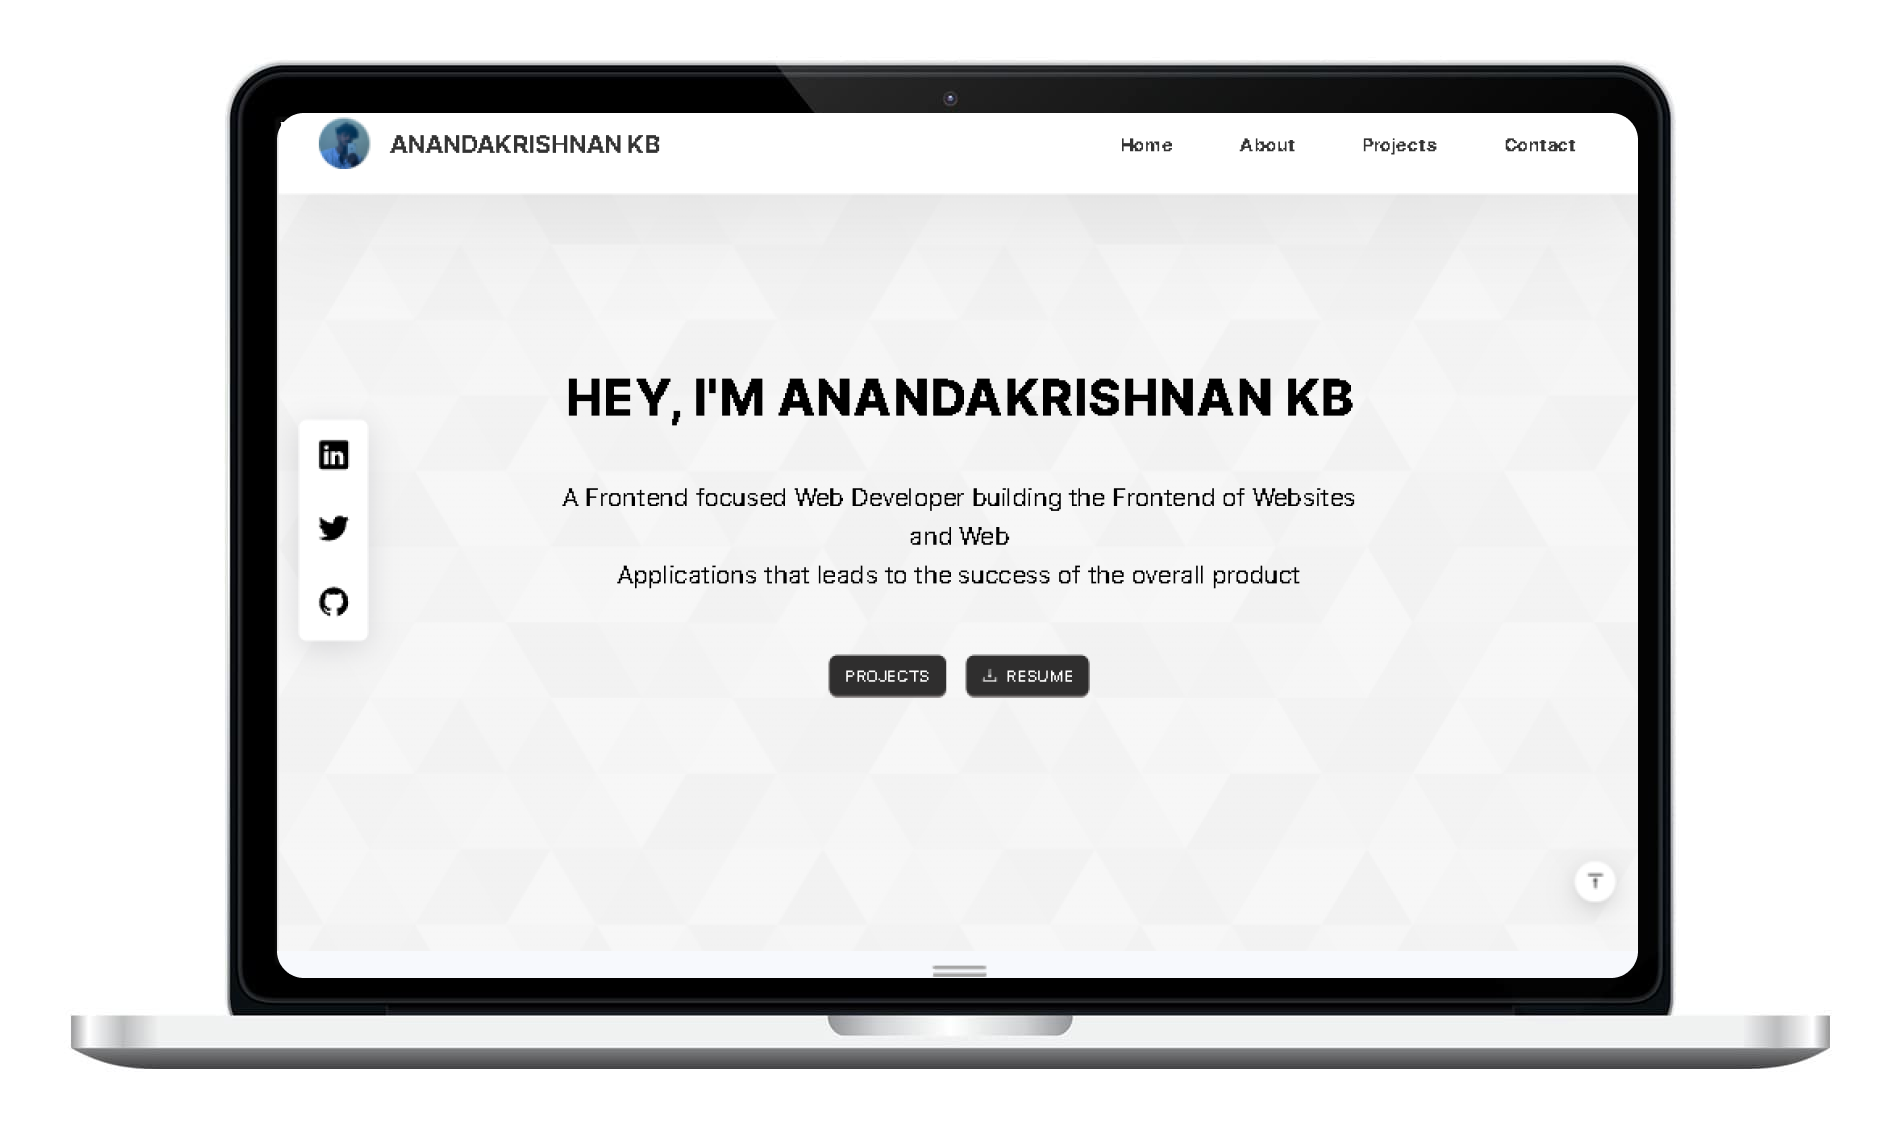 ANANDAKRISHNAN KB
Home
About
Projects
Contact
HEY, I'M ANANDAKRISHNAN KB
in
A Frontend focused Web Developer building the Frontend of Websites
and Web
Applications that leads to the success of the overall product
PROJECTS
RESUME